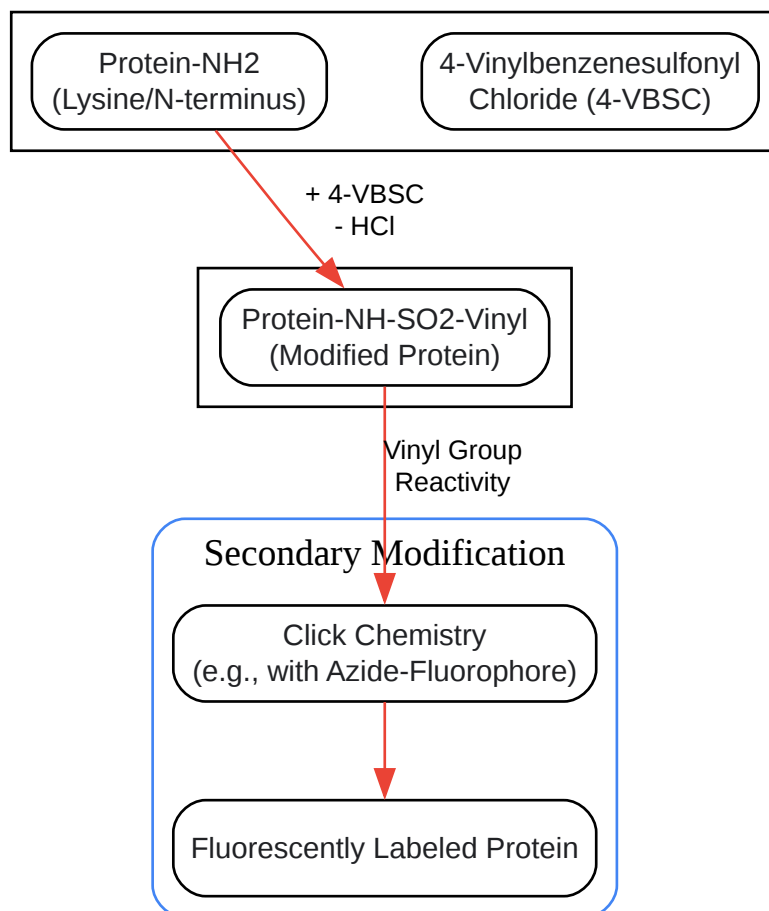 Protein-NH2
(Lysine/N-terminus)
4-Vinylbenzenesulfonyl
Chloride (4-VBSC)
+ 4-VBSC
- HCl
Protein-NH-SO2-Vinyl
(Modified Protein)
Vinyl Group
Reactivity
Secondary Modification
Click Chemistry
(e.g., with Azide-Fluorophore)
Fluorescently Labeled Protein